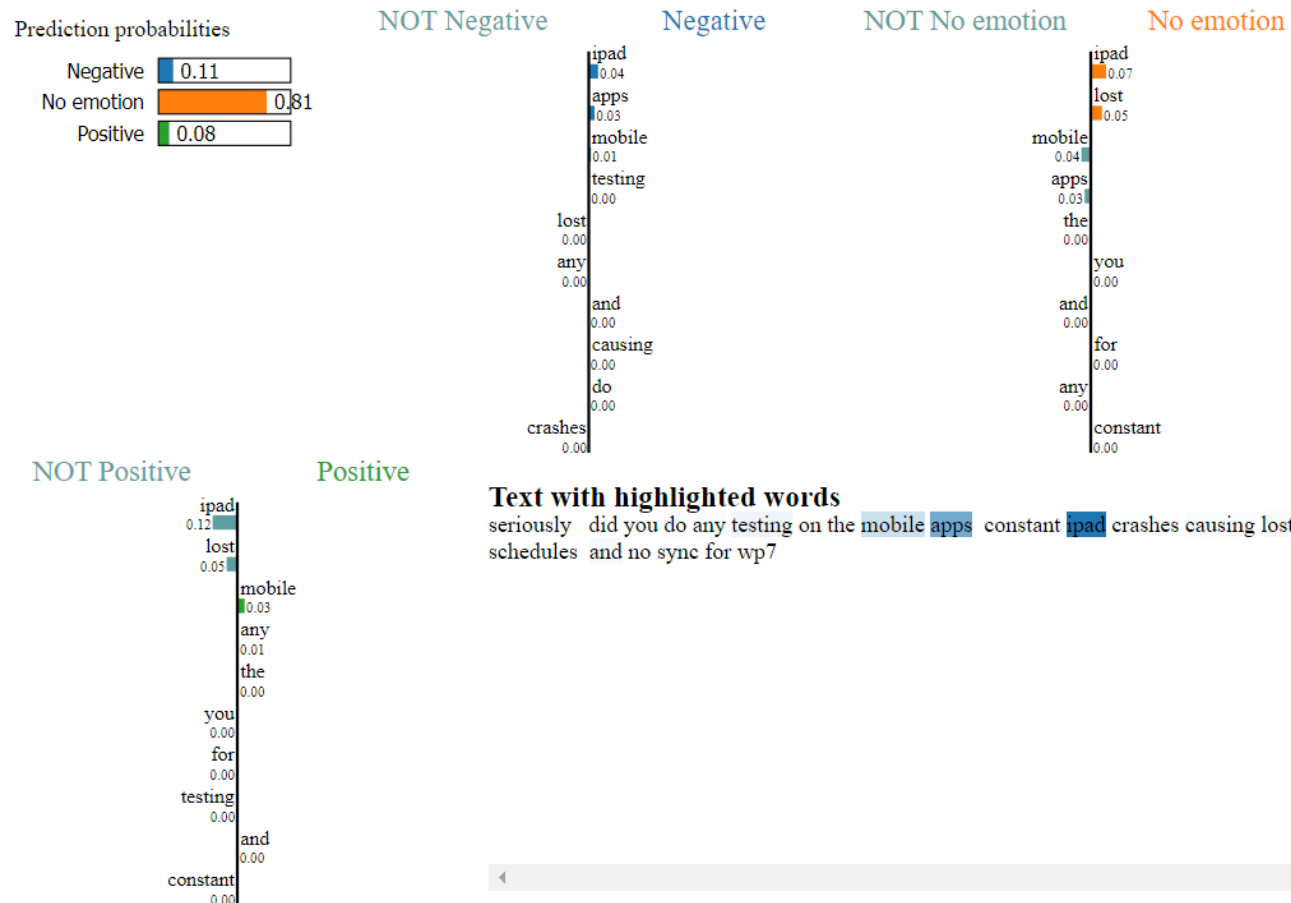 Prediction probabilities
Negative 0.11
No emotion 0.81
Positive 0.08
NOT Negative Negative
ipad
0.04
apps
0.03
mobile
0.01
testing
0.00
lost
0.00
any
0.00
and
0.00
causing
0.00
do
0.00
crashes
0.00
NOT No emotion No emotion
ipad
0.07
lost
0.05
mobile
0.04
apps
0.03
the
0.00
you
0.00
and
0.00
for
0.00
any
0.00
constant
0.00
NOT Positive Positive
ipad
0.12
lost
0.05
mobile
0.03
any
0.01
the
0.00
you
0.00
for
0.00
testing
0.00
and
0.00
constant
0.00
Text with highlighted words
seriously did you do any testing on the mobile apps constant ipad crashes causing lost
schedules and no sync for wp7